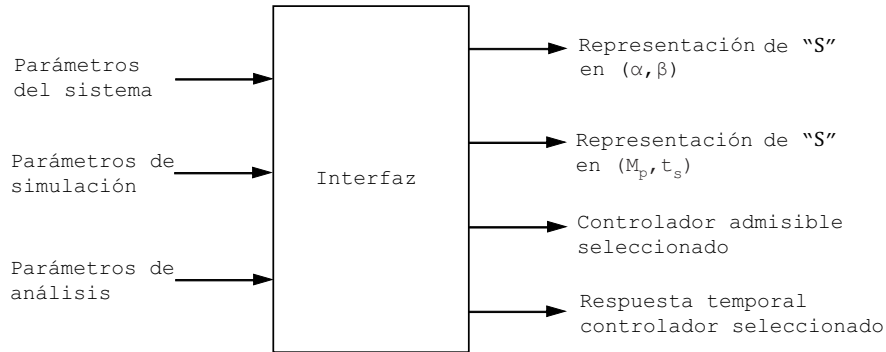 Parámetros
del sistema
Parámetros de
simulación
Parámetros de
análisis
Interfaz
Representación de “S”
en (α,β)
Representación de “S”
en (Mp,ts)
Controlador admisible
seleccionado
Respuesta temporal
controlador seleccionado